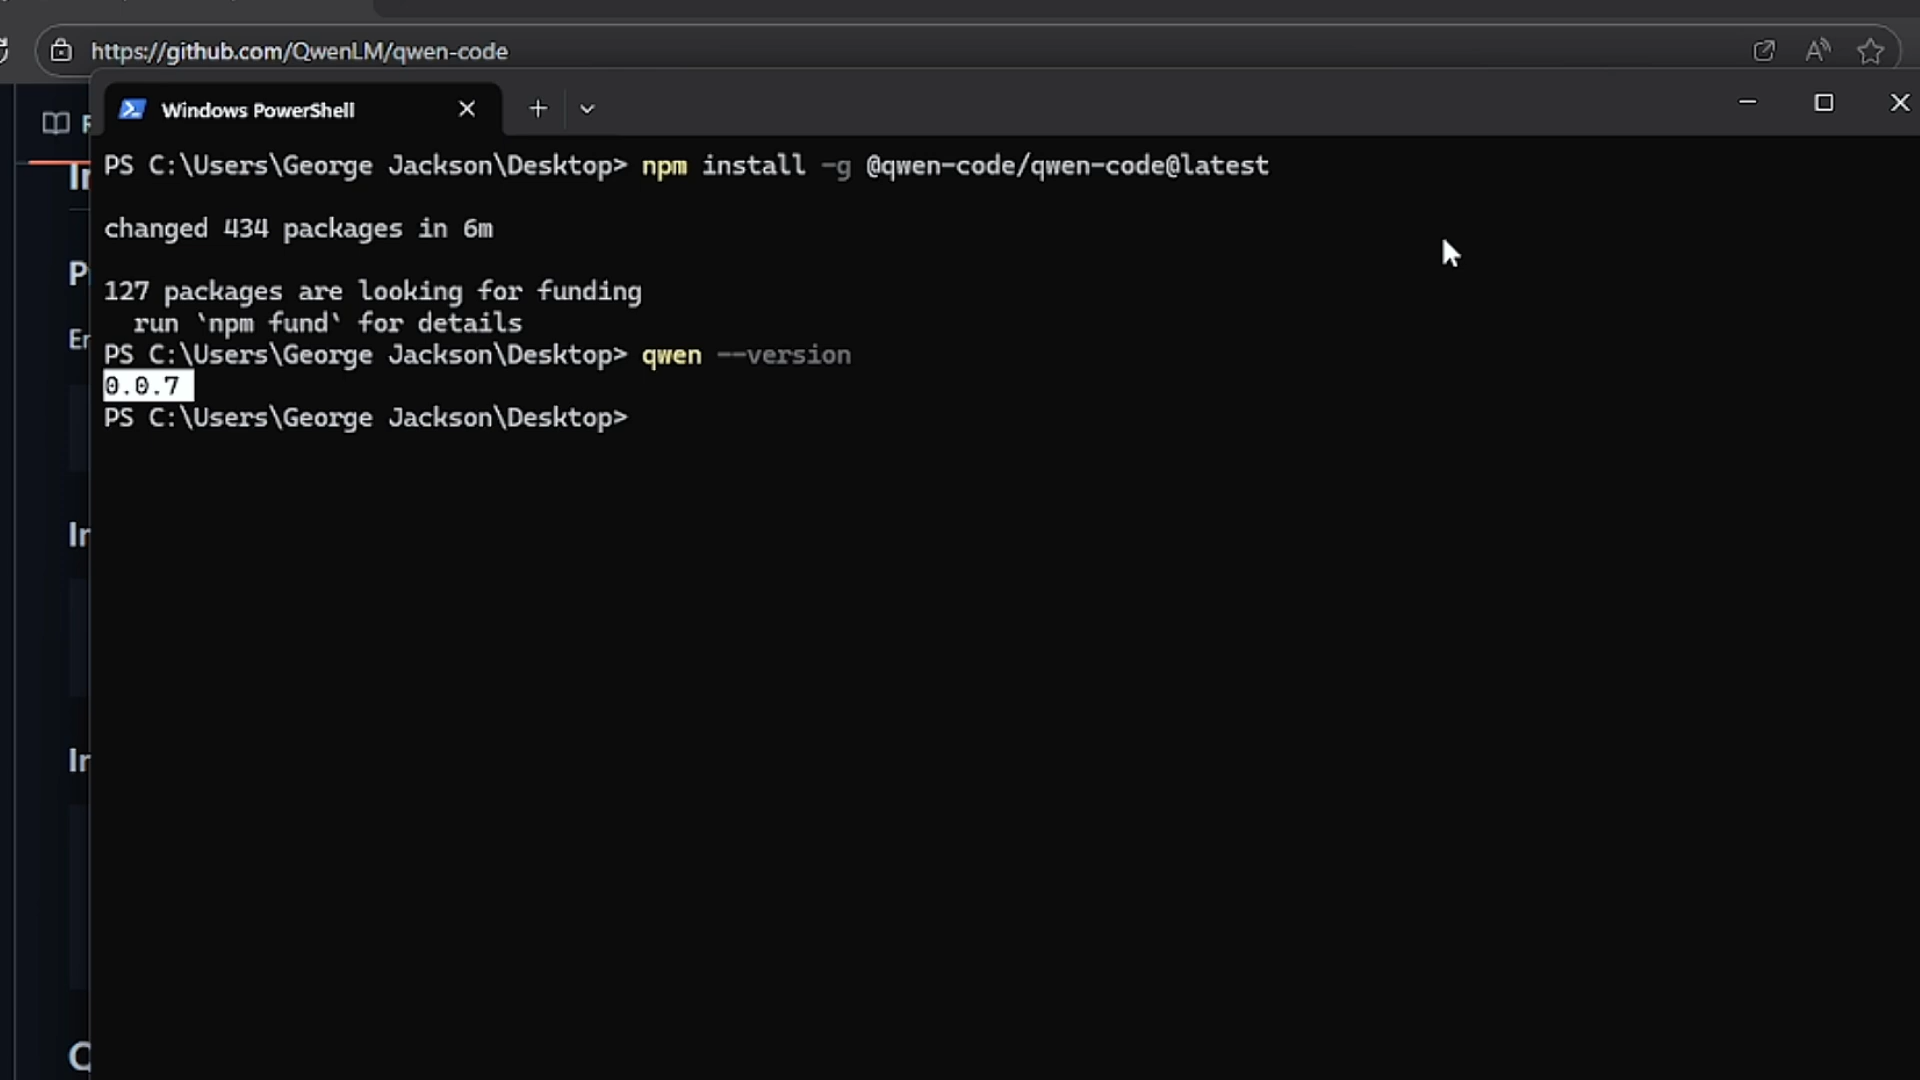 https://github.com/QwenLM/qwen-code
Windows PowerShell
PS C:\Users\George Jackson\Desktop> npm install -g @qwen-code/qwen-code@latest
changed 434 packages in 6m
127 packages are looking for funding
run `npm fund` for details
PS C:\Users\George Jackson\Desktop> qwen --version
0.0.7
PS C:\Users\George Jackson\Desktop>